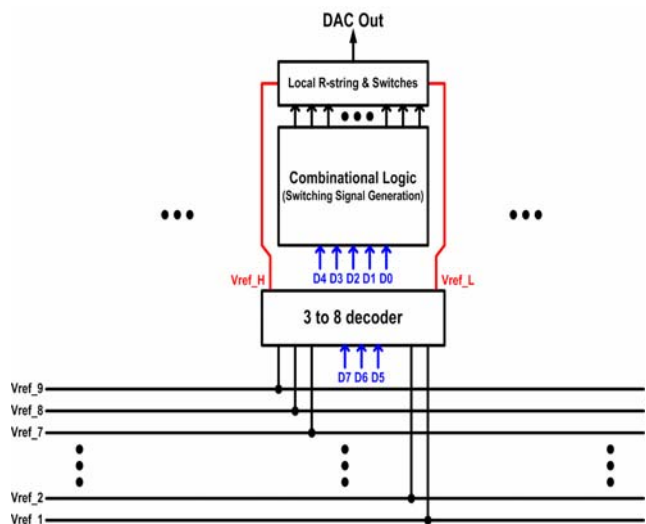 DAC Out
Local R-string & Switches
Combinational Logic
(Switching Signal Generation)
D4 D3 D2 D1 D0
Vref_H
Vref_L
3 to 8 decoder
D7 D6 D5
Vref_9
Vref_8
Vref_7
Vref_2
Vref_1